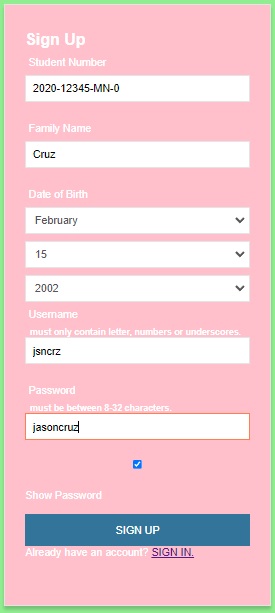 Sign Up
Student Number
2020-12345-MN-0
Family Name
Cruz
Date of Birth
February
15
2002
Username
must only contain letter, numbers or underscores.
jsncrz
Password
must be between 8-32 characters.
jasoncruz
Show Password
SIGN UP
Already have an account? SIGN IN.